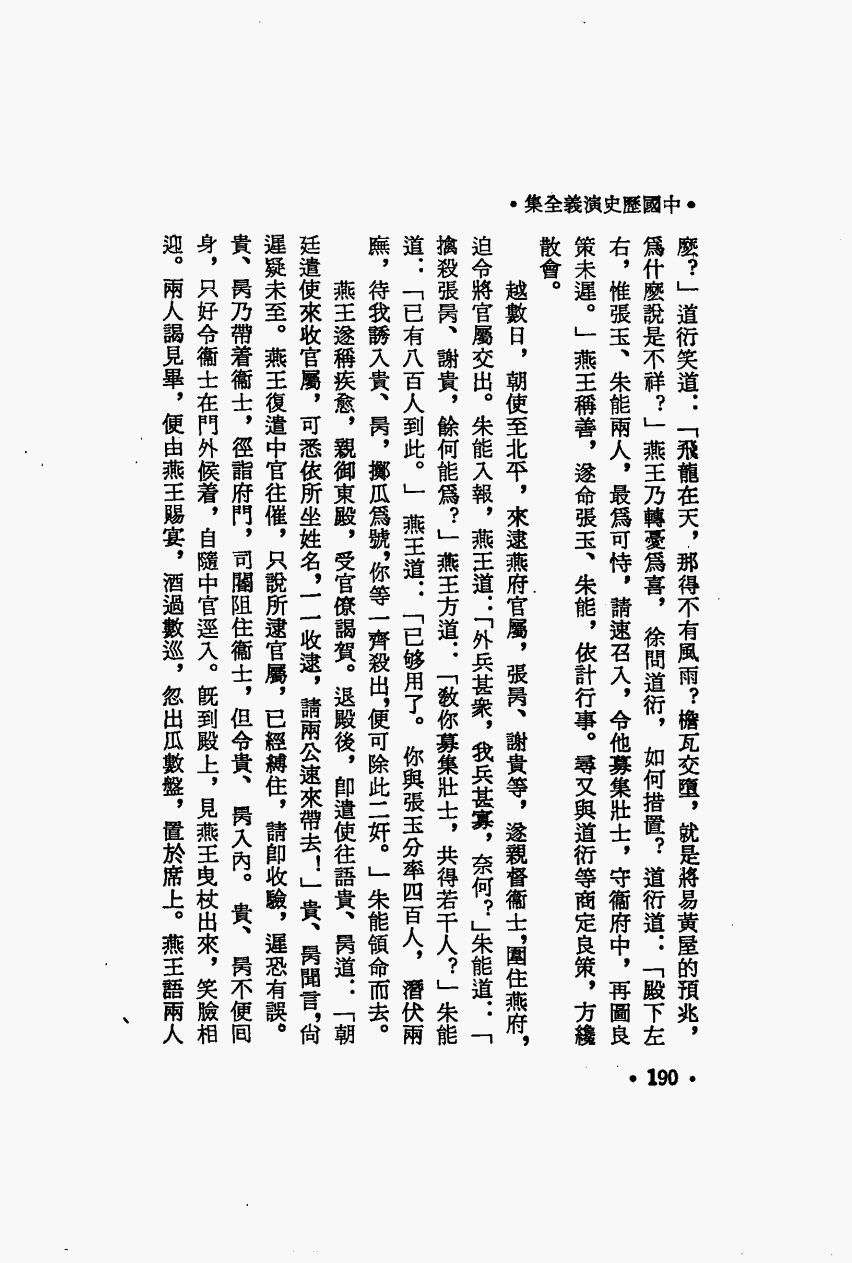 •中國歷史演義全集•
麼?」道衍笑道：「飛龍在天，那得不有風雨？檐瓦交墮，就是將易黃屋的預兆，
爲什麼說是不祥？」燕王乃轉憂爲喜，徐問道衍，如何措置？道衍道：「殿下左
右，惟張玉、朱能兩人，最爲可恃，請速召入，令他募集壯士，守衞府中，再圖良
策未遲。」燕王稱善，遂命張玉、朱能，依計行事。尋又與道衍等商定良策，方纔
散會。
越數日，朝使至北平，來逮燕府官屬，張昺、謝貴等，遂親督衞士，圍住燕府，
迫令將官屬交出。朱能入報，燕王道：「外兵甚衆，我兵甚寡，奈何？」朱能道：「
擒殺張昺、謝貴，餘何能爲？」燕王方道：「敎你募集壯士，共得若干人？」朱能
道：「已有八百人到此。」燕王道：「已够用了。你與張玉分率四百人，潛伏兩
廡，待我誘入貴、昺，擲瓜爲號，你等一齊殺出，便可除此二奸。」朱能領命而去。
燕王遂稱疾愈，親御東殿，受官僚謁賀。退殿後，卽遣使往語貴、昺道：「朝
廷遣使來收官屬，可悉依所坐姓名，一一收逮，請兩公速來帶去！」貴、昺聞言，尙
遲疑未至。燕王復遣中官往催，只說所逮官屬，已經縛住，請卽收驗，遲恐有誤。
貴、昺乃帶着衞士，徑詣府門，司閽阻住衞士，但令貴、昺入內。貴、昺不便囘
身，只好令衞士在門外候着，自隨中官逕入。旣到殿上，見燕王曳杖出來，笑臉相
迎。兩人謁見畢，便由燕王賜宴，酒過數巡，忽出瓜數盤，置於席上。燕王語兩人
•190•